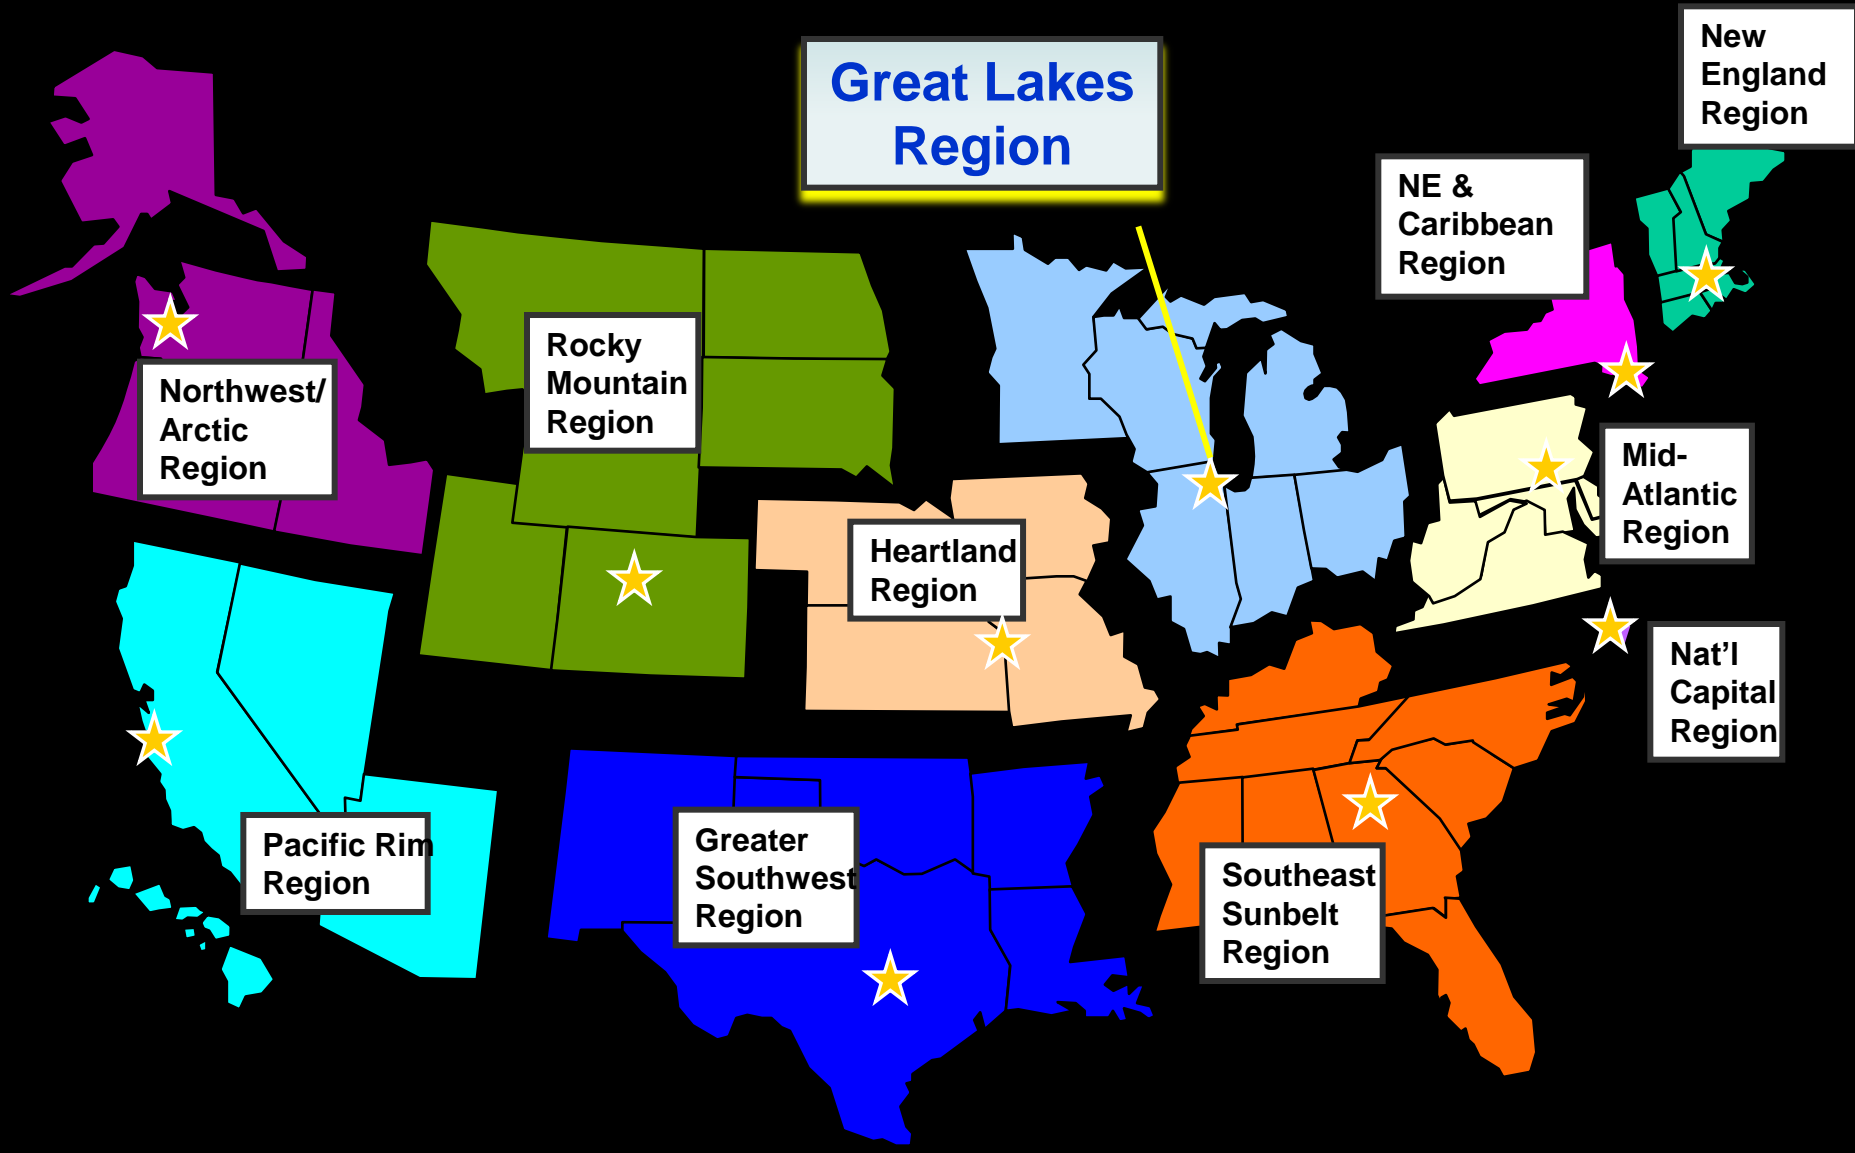 Great Lakes
Region
New
England
Region
NE &
Caribbean
Region
Rocky
Mountain
Region
Northwest/
Arctic
Region
Mid-
Atlantic
Region
Heartland
Region
Nat’l
Capital
Region
Pacific Rim
Region
Greater
Southwest
Region
Southeast
Sunbelt
Region